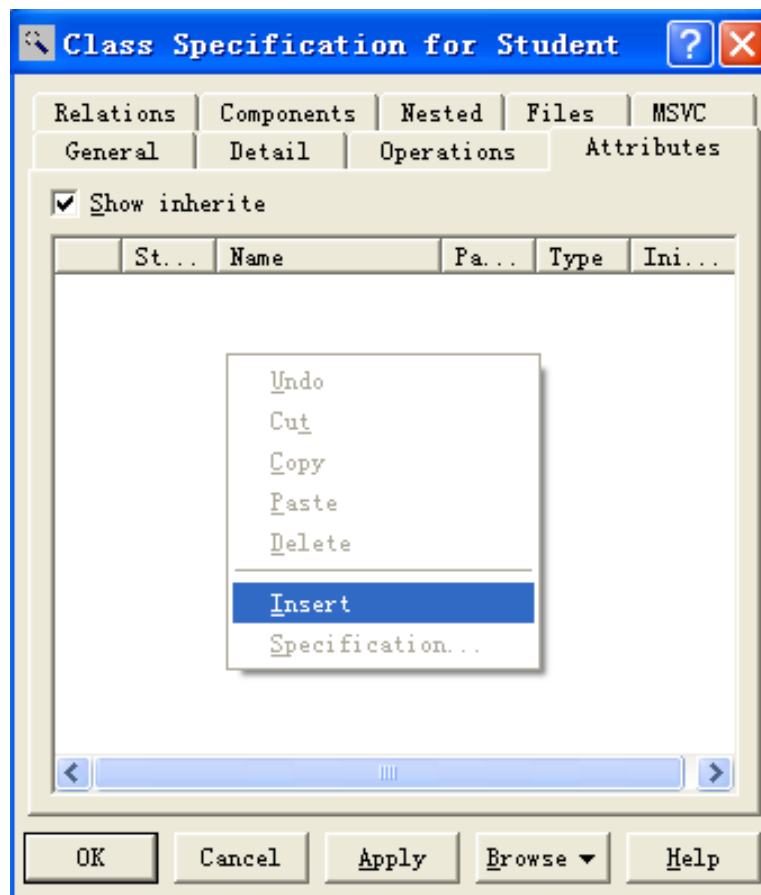 Class Specification for Student
Relations Components Nested Files MSVC
General Detail Operations Attributes
Show inherite
St... Name Pa... Type Ini...
Undo
Cut
Copy
Paste
Delete
Insert
Specification...
OK Cancel Apply Browse Help